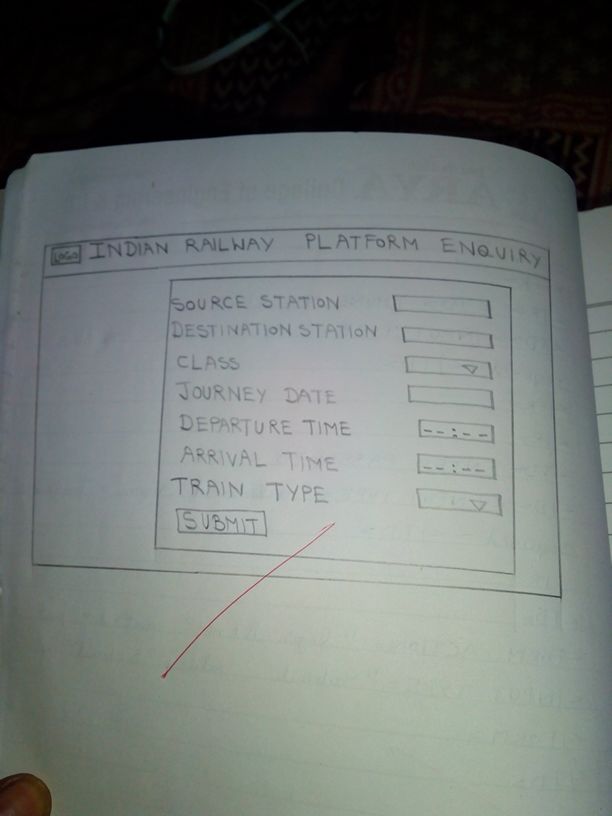 LOGO INDIAN RAILWAY PLATFORM ENQUIRY
SOURCE STATION
DESTINATION STATION
CLASS
JOURNEY DATE
DEPARTURE TIME --:--
ARRIVAL TIME --:--
TRAIN TYPE
SUBMIT